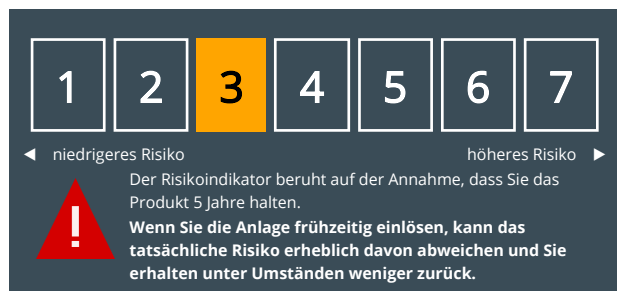 1 2 3 4 5 6 7
◄ niedrigeres Risiko höheres Risiko ►
Der Risikoindikator beruht auf der Annahme, dass Sie das
Produkt 5 Jahre halten.
Wenn Sie die Anlage frühzeitig einlösen, kann das
tatsächliche Risiko erheblich davon abweichen und Sie
erhalten unter Umständen weniger zurück.
!